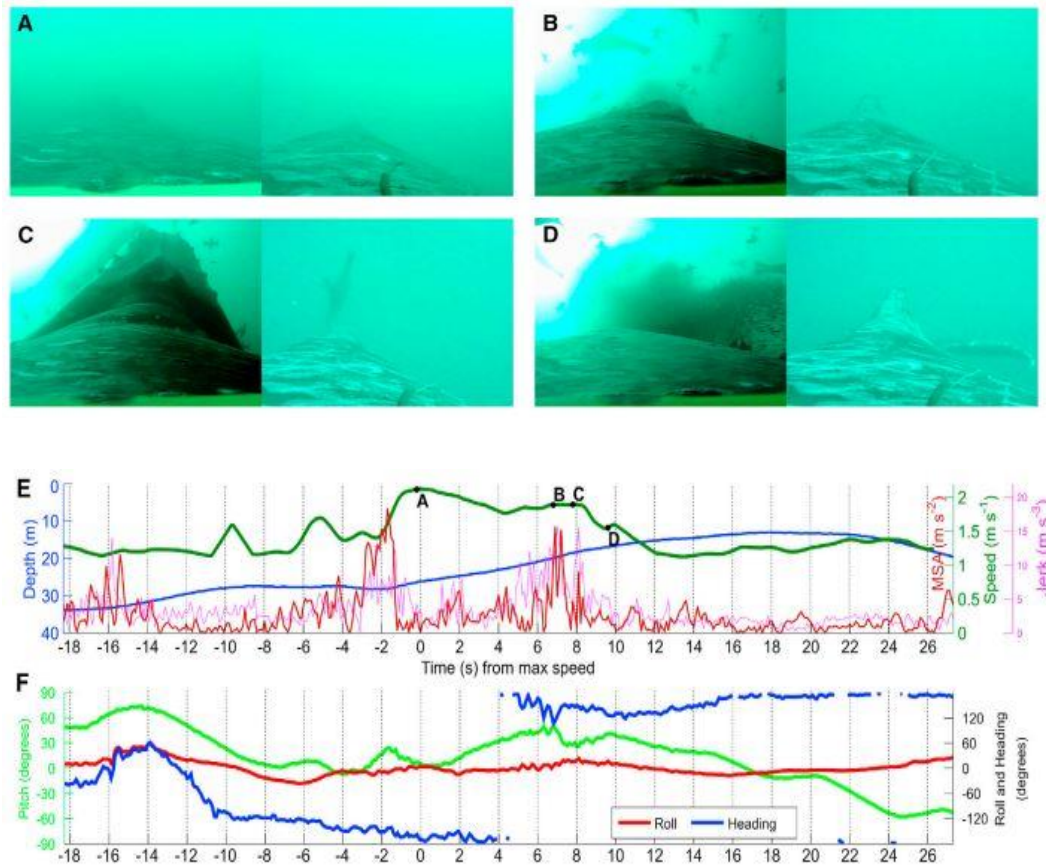 A
B
C
D
E
0
10
20
30
40
Depth (m)
A
B
C
D
2
1.5
1
0.5
0
MSA (m s⁻²)
Speed (m s⁻¹)
20
15
10
5
0
Jerk (m s⁻³)
-18 -16 -14 -12 -10 -8 -6 -4 -2 0 2 4 6 8 10 12 14 16 18 20 22 24 26
Time (s) from max speed
F
90
60
30
0
-30
-60
-90
Pitch (degrees)
120
60
0
-60
-120
Roll and Heading
(degrees)
Roll Heading
-18 -16 -14 -12 -10 -8 -6 -4 -2 0 2 4 6 8 10 12 14 16 18 20 22 24 26